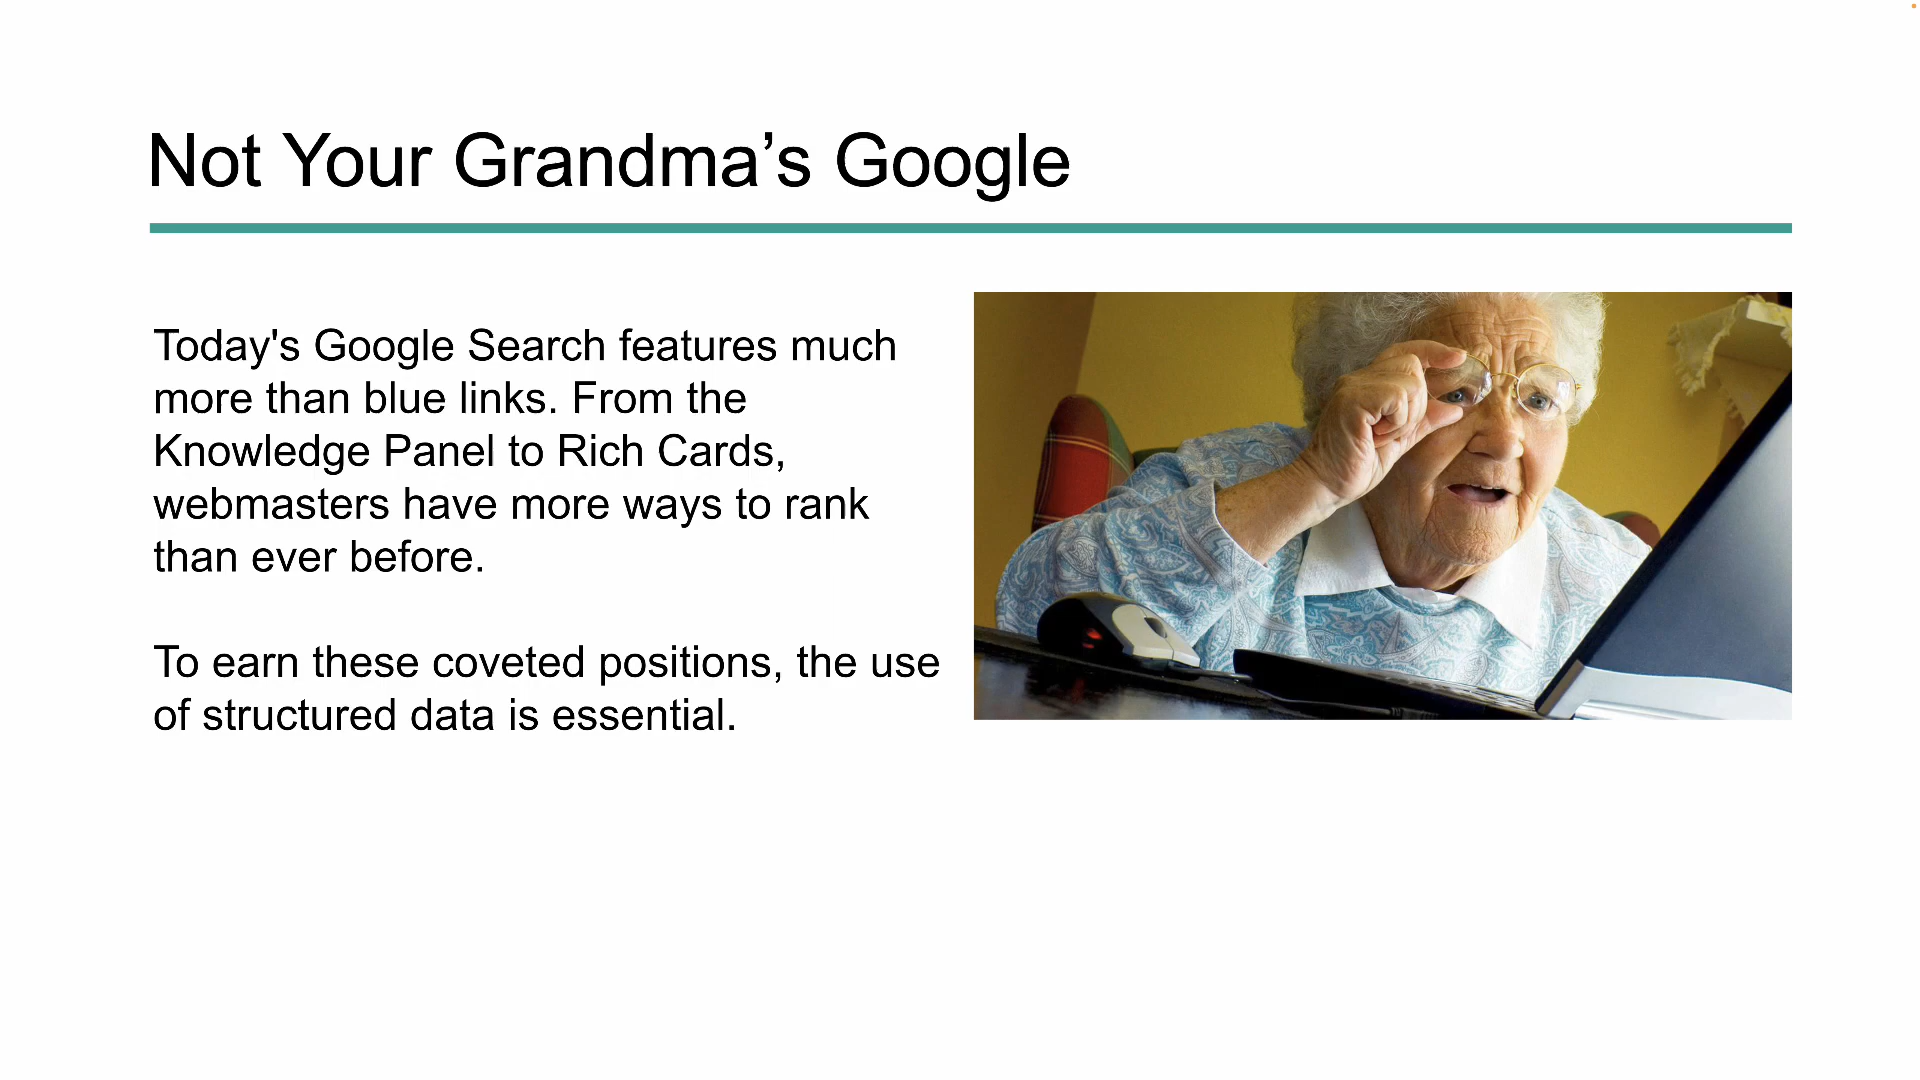 Not Your Grandma’s Google
Today's Google Search features much
more than blue links. From the
Knowledge Panel to Rich Cards,
webmasters have more ways to rank
than ever before.
To earn these coveted positions, the use
of structured data is essential.